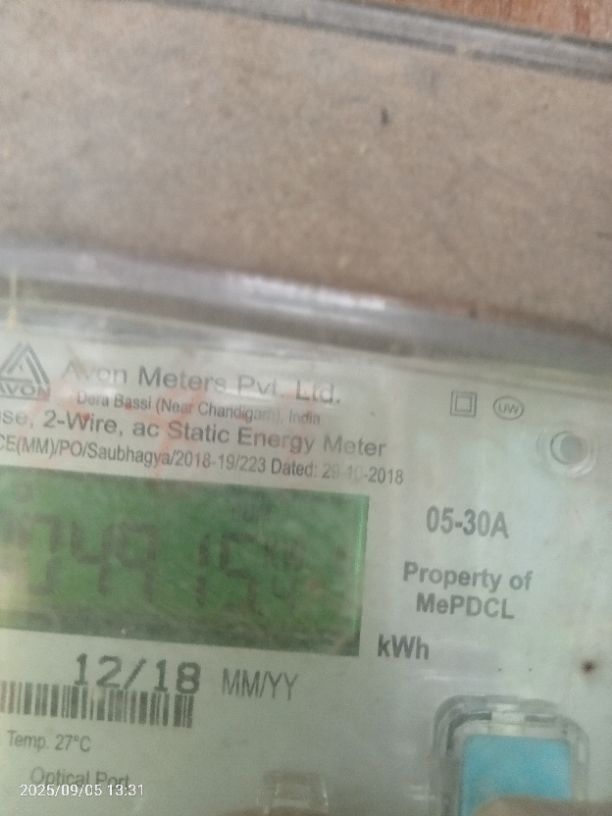 AVON
Avon Meters Pvt. Ltd.
Dera Bassi (Near Chandigarh), India
2-Wire, ac Static Energy Meter
CE(MM)/PO/Saubhagya/2018-19/223 Dated: 29-10-2018
UW
05-30A
Property of
MePDCL
kWh
12/18 MM/YY
Temp. 27°C
Optical Port
2025/09/05 13:31